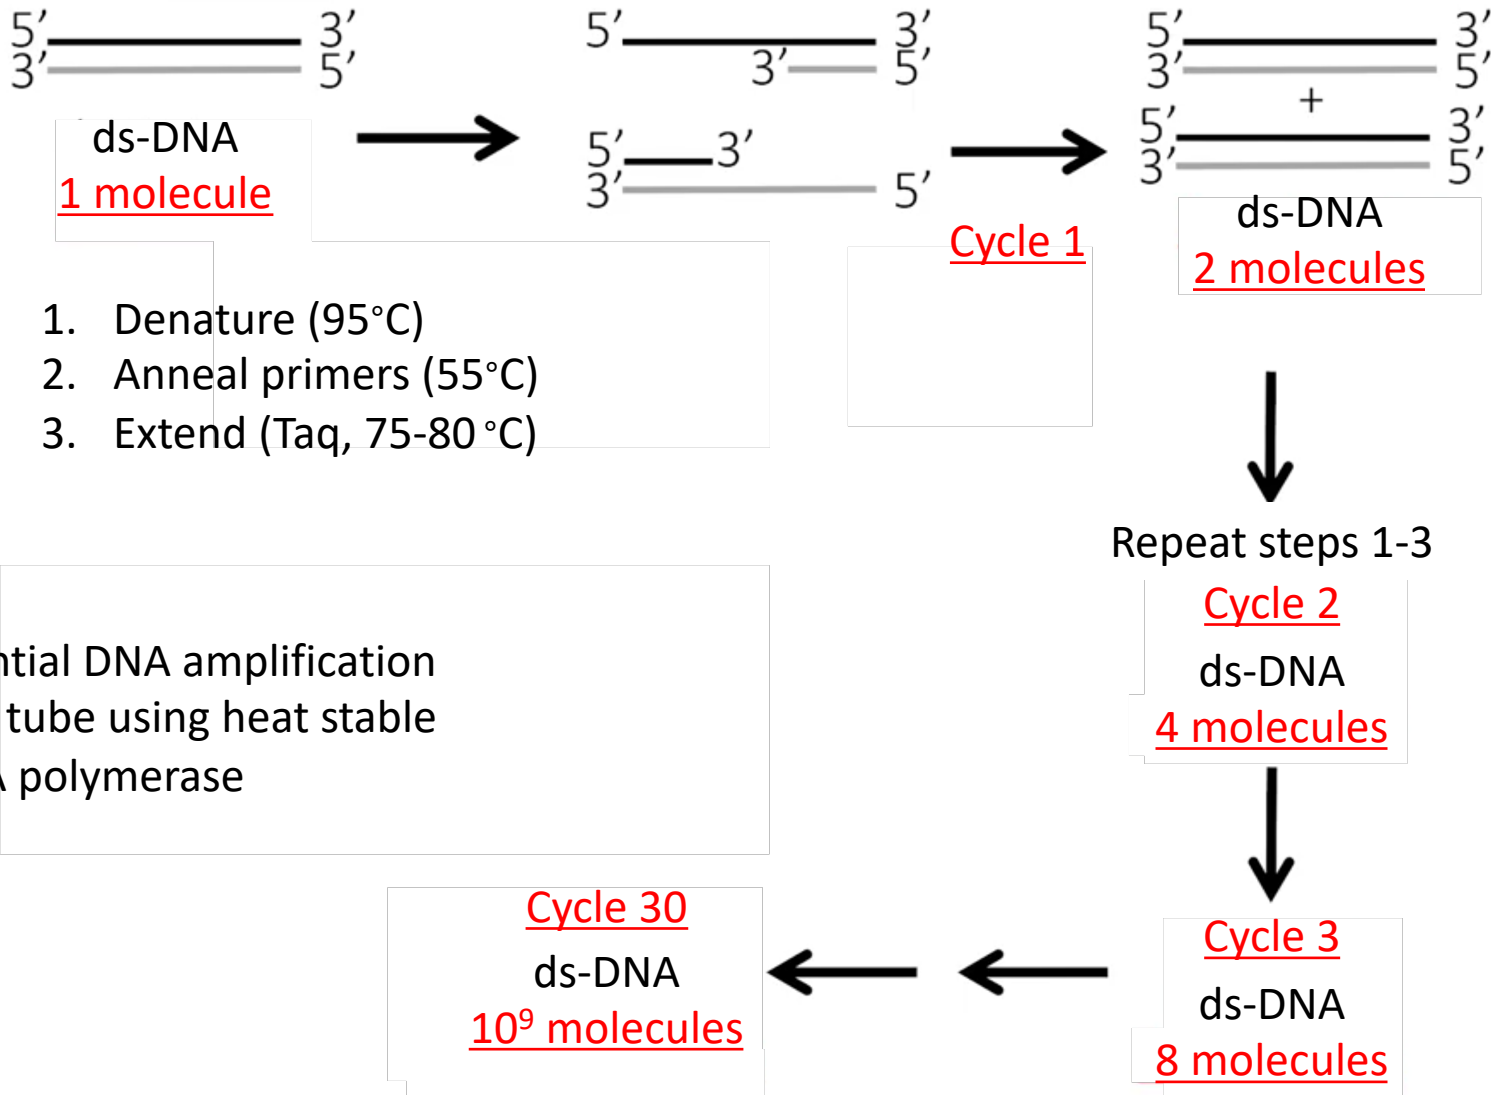 5′ 3′
3′ 5′
ds-DNA
1 molecule
5′ 3′
3′ 5′
5′ 3′
3′ 5′
Cycle 1
5′ 3′
3′ 5′
+
5′ 3′
3′ 5′
ds-DNA
2 molecules
1. Denature (95°C)
2. Anneal primers (55°C)
3. Extend (Taq, 75-80 °C)
Repeat steps 1-3
Cycle 2
ds-DNA
4 molecules
ntial DNA amplification
tube using heat stable
polymerase
Cycle 3
ds-DNA
8 molecules
Cycle 30
ds-DNA
10⁹ molecules